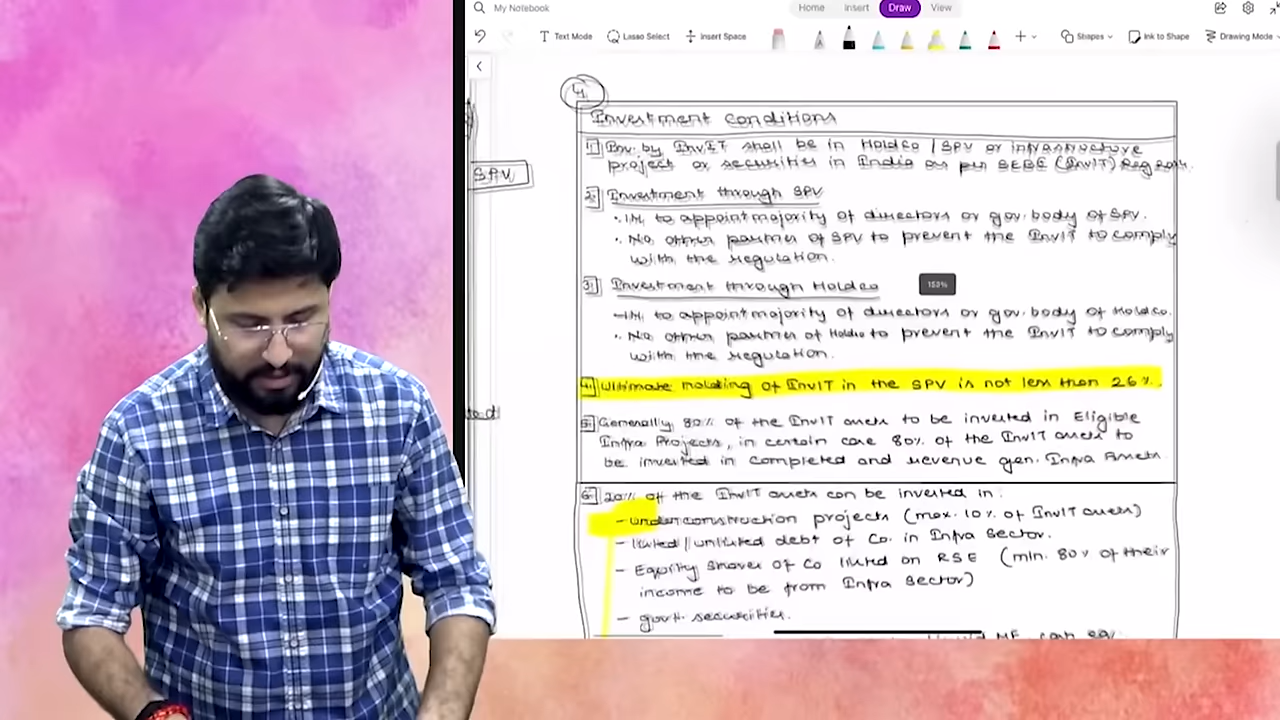 My Notebook
Home Insert Draw View
Text Mode Lasso Select Insert Space Shapes Ink to Shape Drawing Mode
4
Investment conditions
SPV
1. Inv. by InvIT shall be in Holdco / SPV or infrastructure
project or securities in India as per SEBI (InvIT) Reg 2014.
2. Investment through SPV
• IM to appoint majority of directors or gov. body of SPV.
• No other partner of SPV to prevent the InvIT to comply
with the regulation.
3. Investment through Holdco
153%
– IM to appoint majority of directors or gov. body of Holdco.
• No other partner of Holdco to prevent the InvIT to comply
with the regulation.
4. Ultimate holding of InvIT in the SPV is not less than 26%.
5. Generally, 80% of the InvIT assets to be invested in Eligible
Infra Projects, in certain case 80% of the InvIT assets to
be invested in completed and revenue gen. Infra Assets.
6. 20% of the InvIT assets can be invested in:
– Underconstruction projects (max. 10% of InvIT assets)
– listed/unlisted debt of Co. in Infra Sector.
– Equity shares of Co listed on RSE (min. 80% of their
income to be from Infra Sector)
– govt. securities.